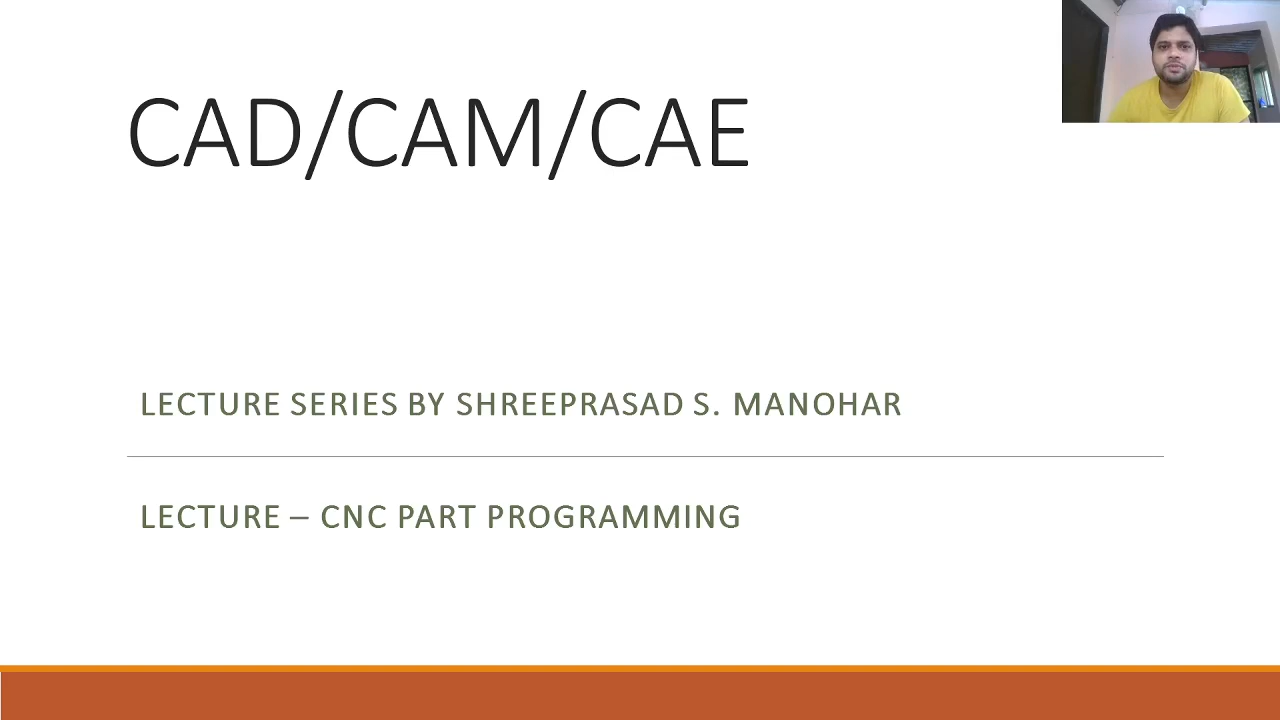 CAD/CAM/CAE
LECTURE SERIES BY SHREEPRASAD S. MANOHAR
LECTURE – CNC PART PROGRAMMING